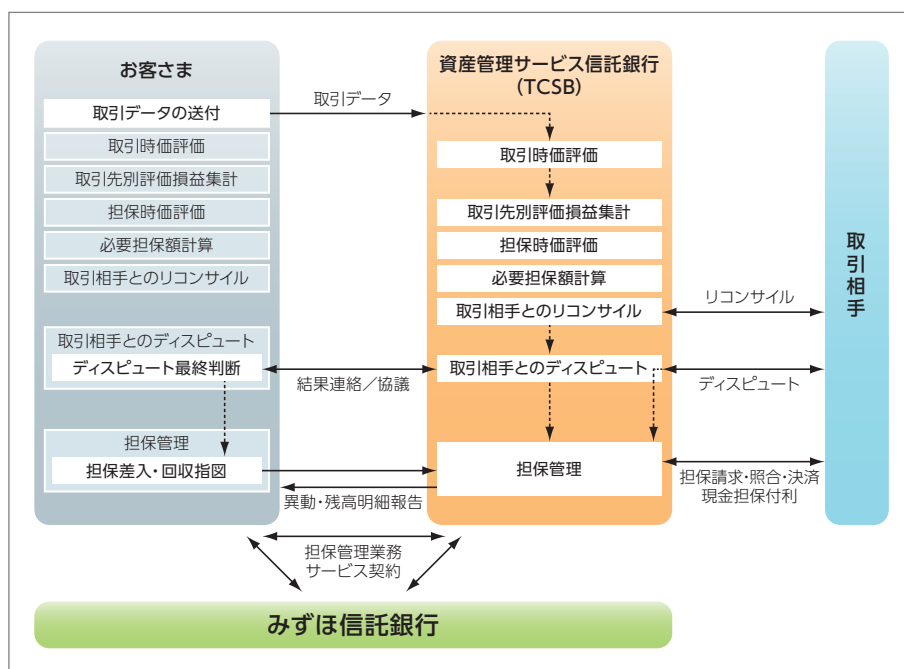 お客さま
取引データの送付
取引時価評価
取引先別評価損益集計
担保時価評価
必要担保額計算
取引相手とのリコンサイル
取引相手とのディスピュート
ディスピュート最終判断
担保管理
担保差入・回収指図
取引データ
結果連絡／協議
異動・残高明細報告
担保管理業務
サービス契約
資産管理サービス信託銀行
(TCSB)
取引時価評価
取引先別評価損益集計
担保時価評価
必要担保額計算
取引相手とのリコンサイル
取引相手とのディスピュート
担保管理
リコンサイル
ディスピュート
担保請求・照合・決済
現金担保付利
取引相手
みずほ信託銀行